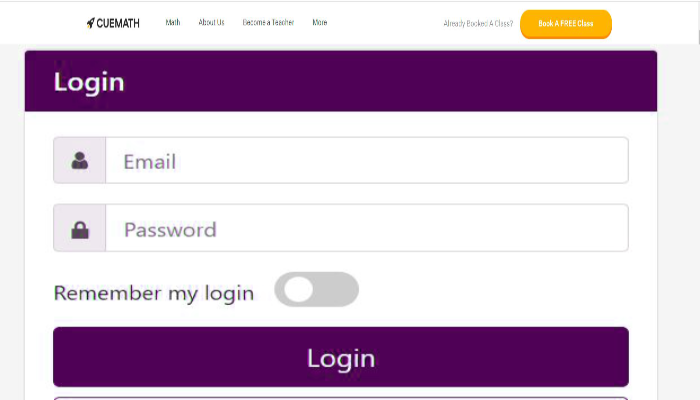 CUEMATH Math About Us Become a Teacher More Already Booked A Class? Book A FREE Class
Login
Email
Password
Remember my login
Login